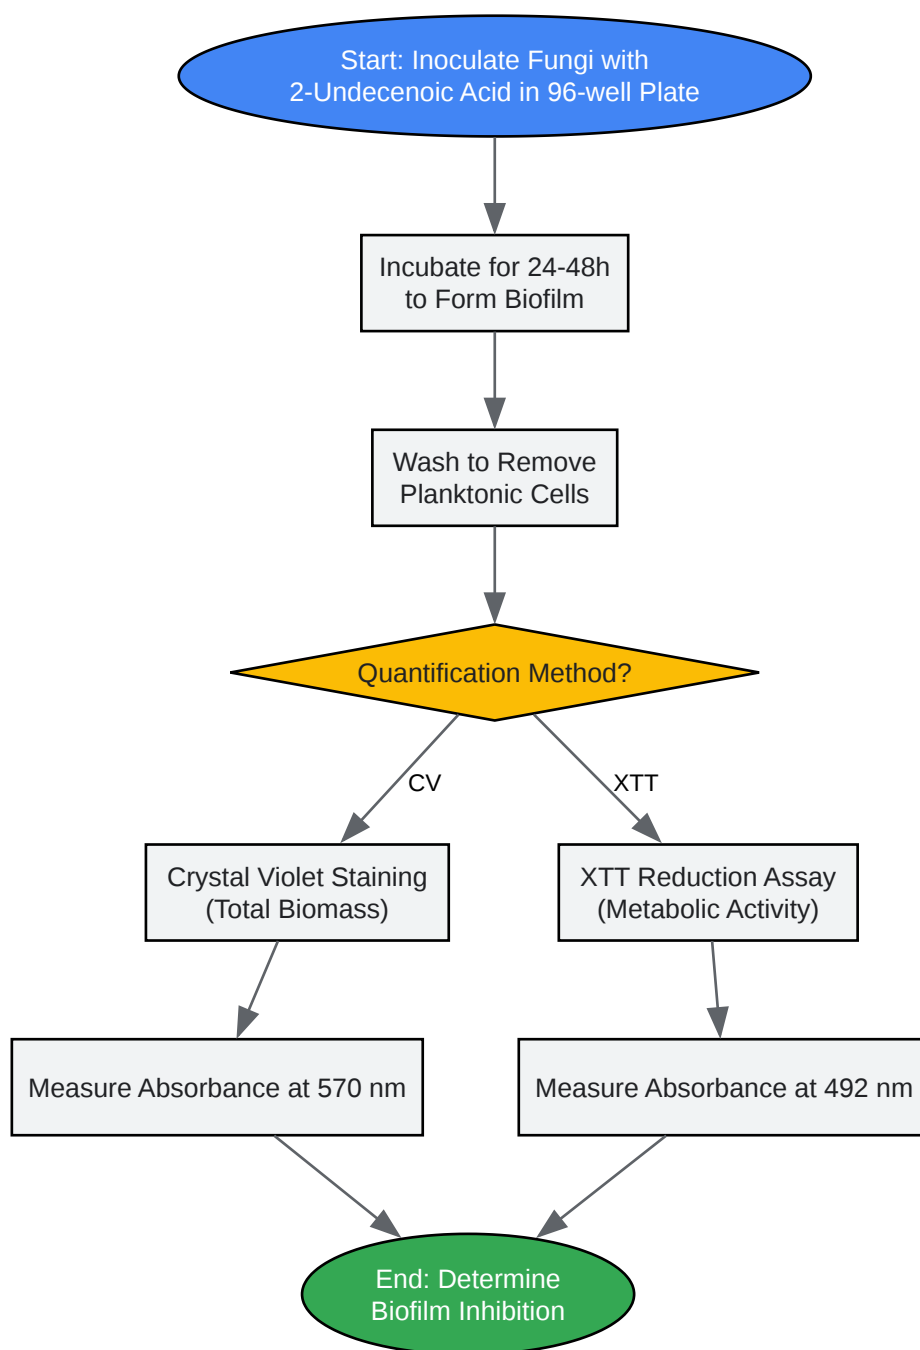 Start: Inoculate Fungi with
2-Undecenoic Acid in 96-well Plate
Incubate for 24-48h
to Form Biofilm
Wash to Remove
Planktonic Cells
Quantification Method?
CV
XTT
Crystal Violet Staining
(Total Biomass)
XTT Reduction Assay
(Metabolic Activity)
Measure Absorbance at 570 nm
Measure Absorbance at 492 nm
End: Determine
Biofilm Inhibition